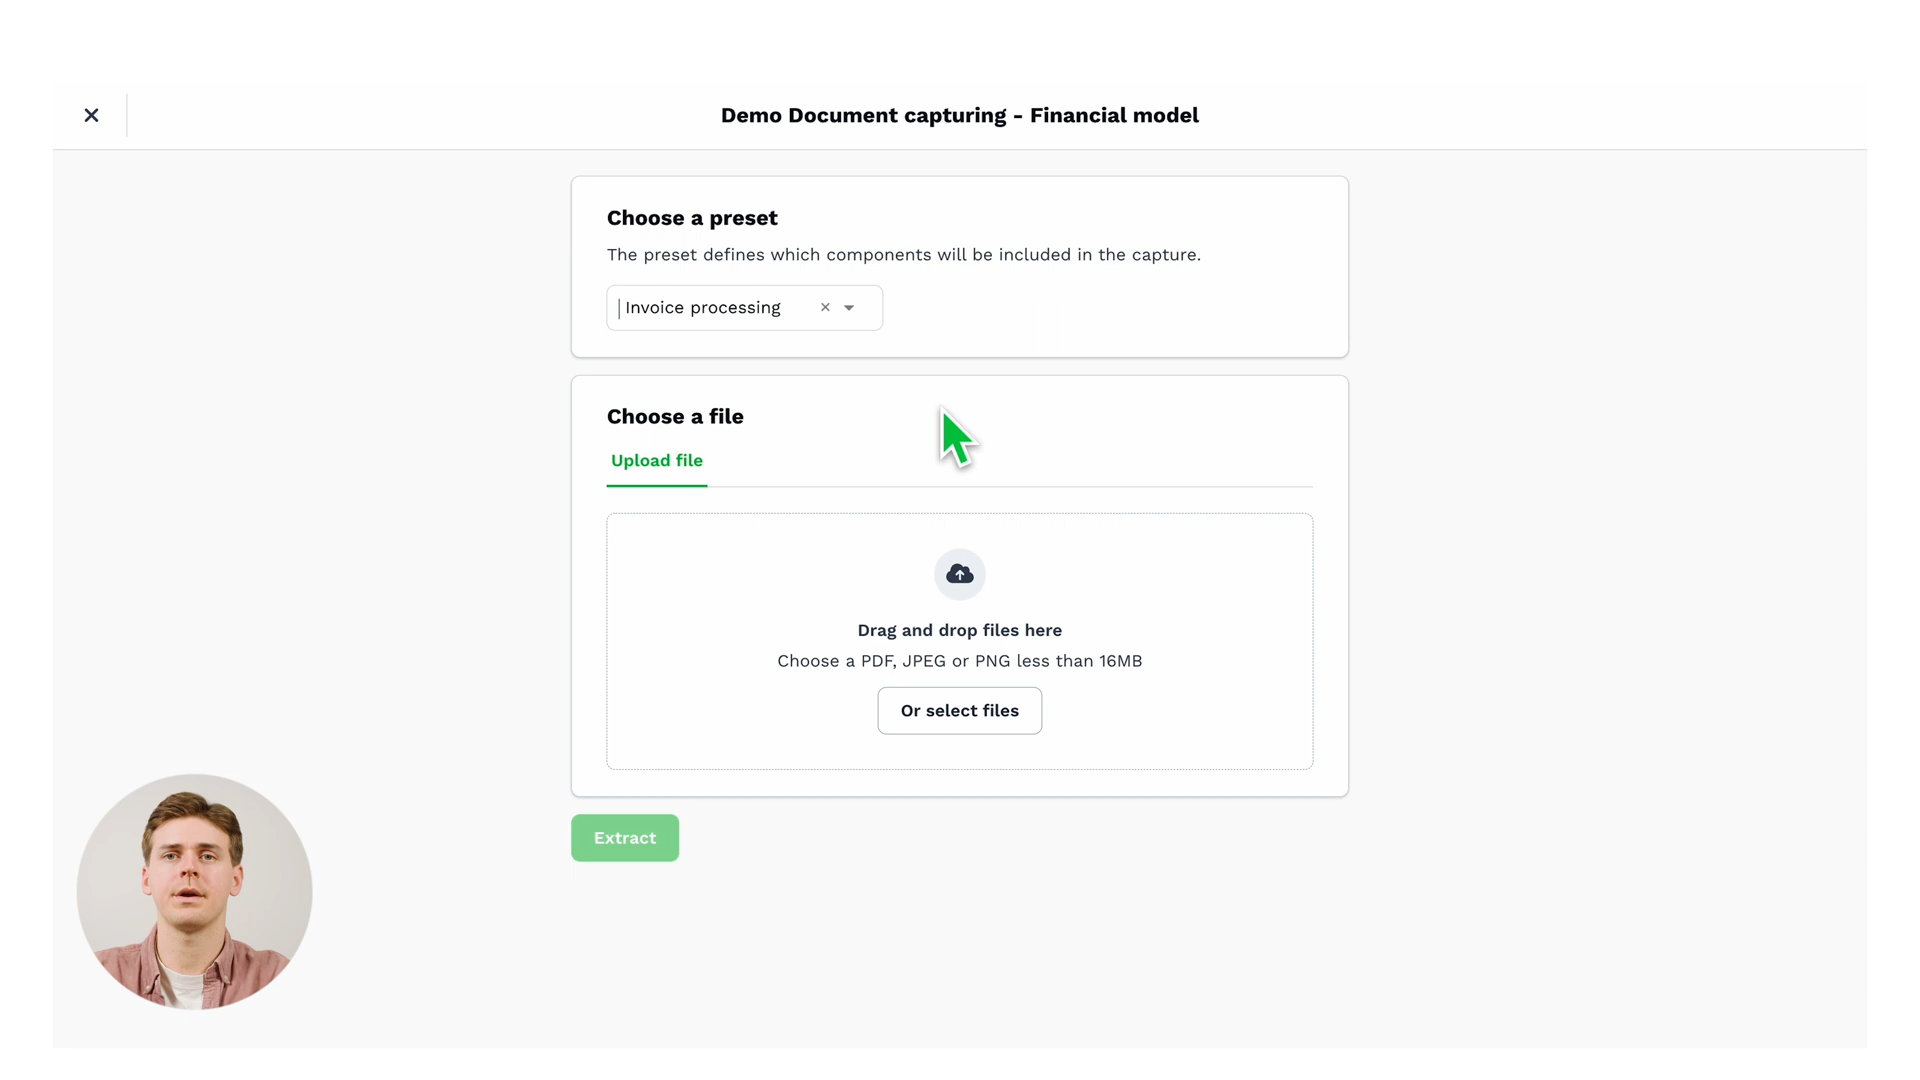 Demo Document capturing - Financial model
Choose a preset
The preset defines which components will be included in the capture.
Invoice processing
Choose a file
Upload file
Drag and drop files here
Choose a PDF, JPEG or PNG less than 16MB
Or select files
Extract